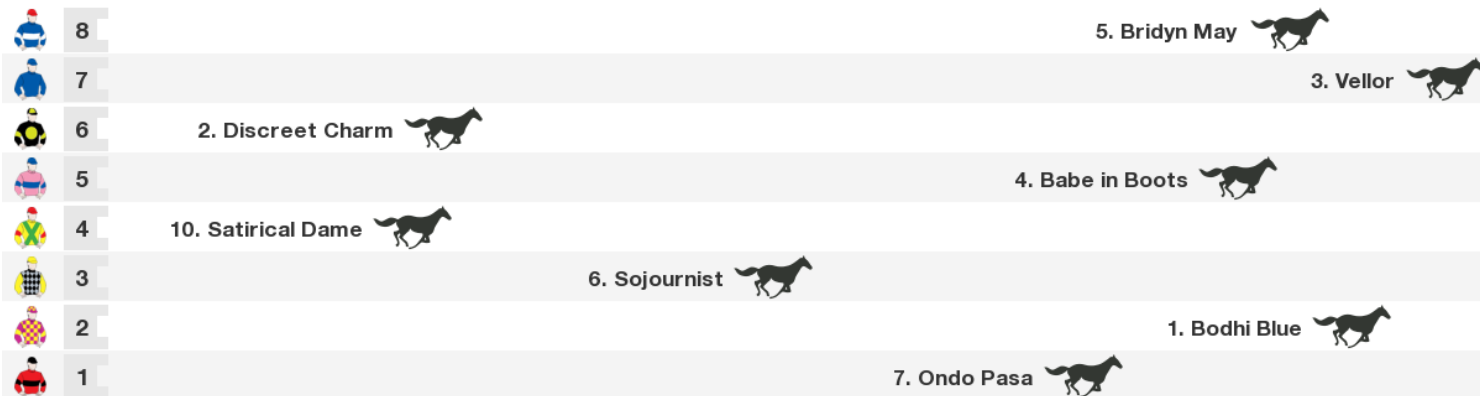 8 5. Bridyn May
7 3. Vellor
6 2. Discreet Charm
5 4. Babe in Boots
4 10. Satirical Dame
3 6. Sojournist
2 1. Bodhi Blue
1 7. Ondo Pasa